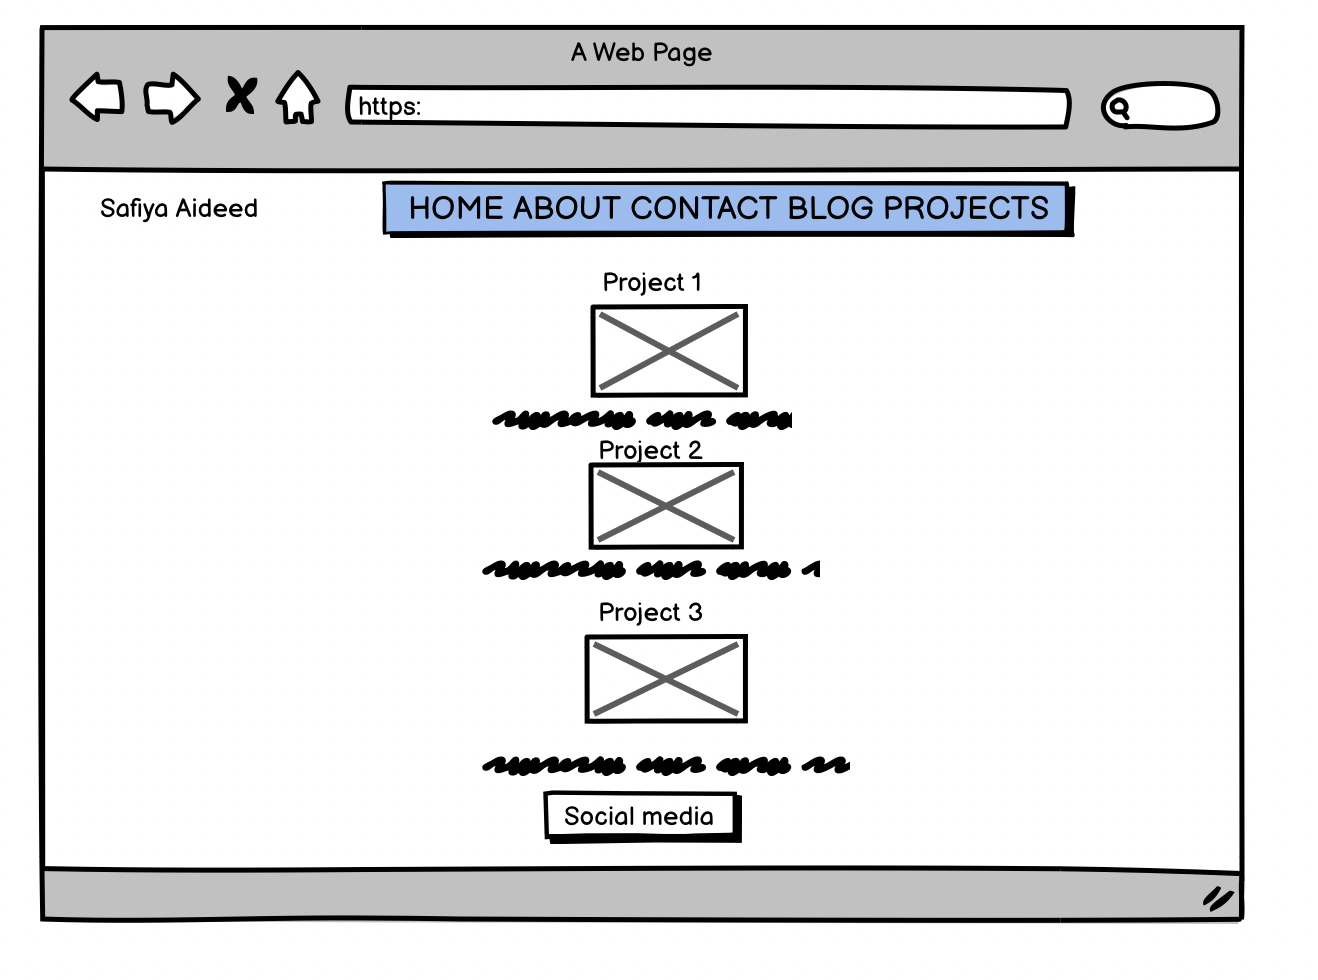 A Web Page
https:
Safiya Aideed
HOME ABOUT CONTACT BLOG PROJECTS
Project 1
Project 2
Project 3
Social media